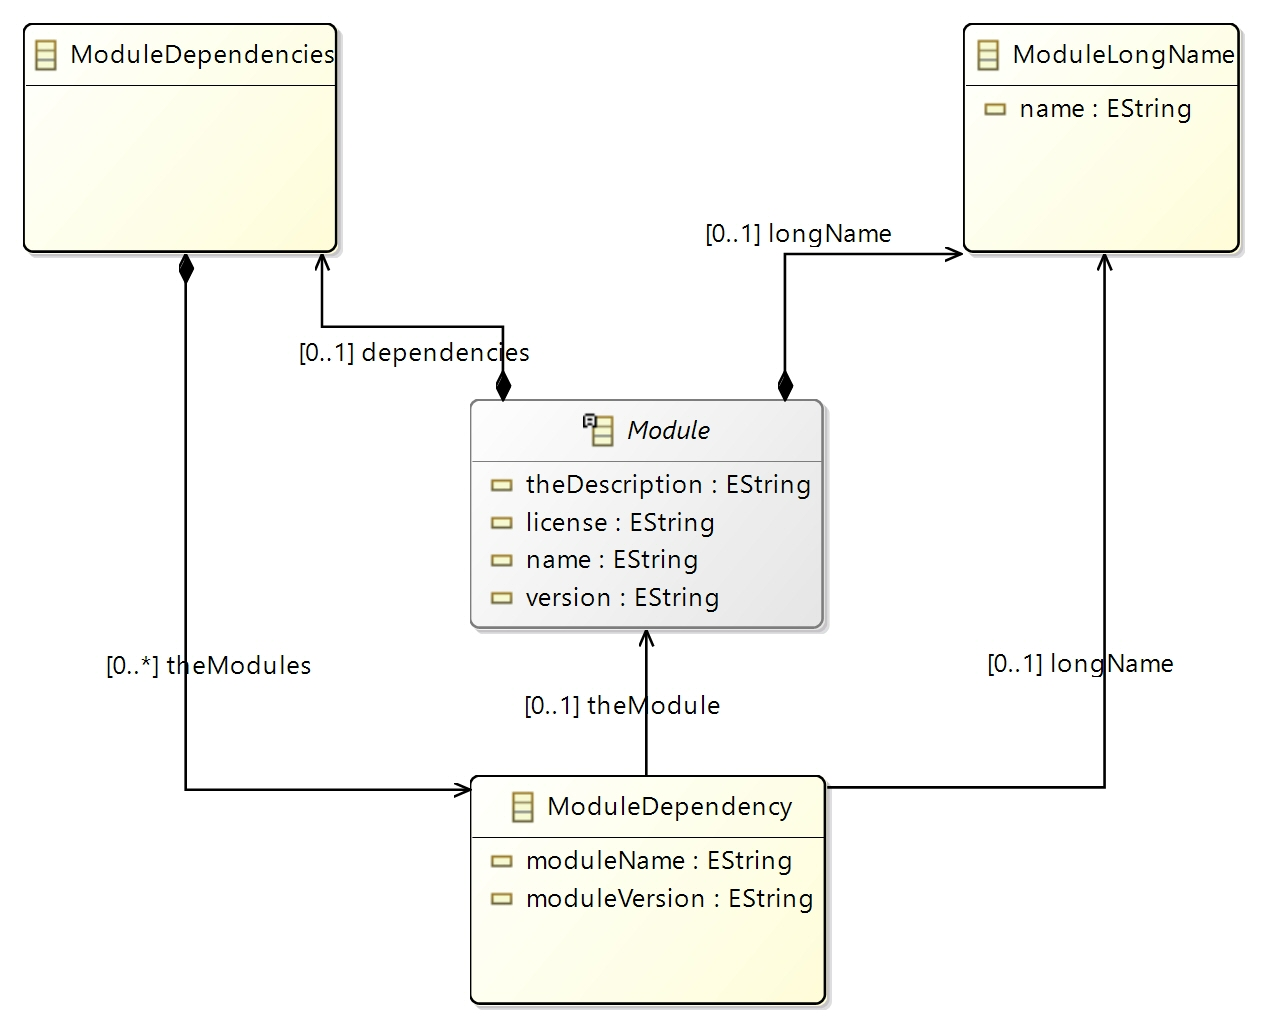 ModuleDependencies
ModuleLongName
name : EString
[0..1] longName
[0..1] dependencies
Module
theDescription : EString
license : EString
name : EString
version : EString
[0..*] theModules
[0..1] longName
[0..1] theModule
ModuleDependency
moduleName : EString
moduleVersion : EString